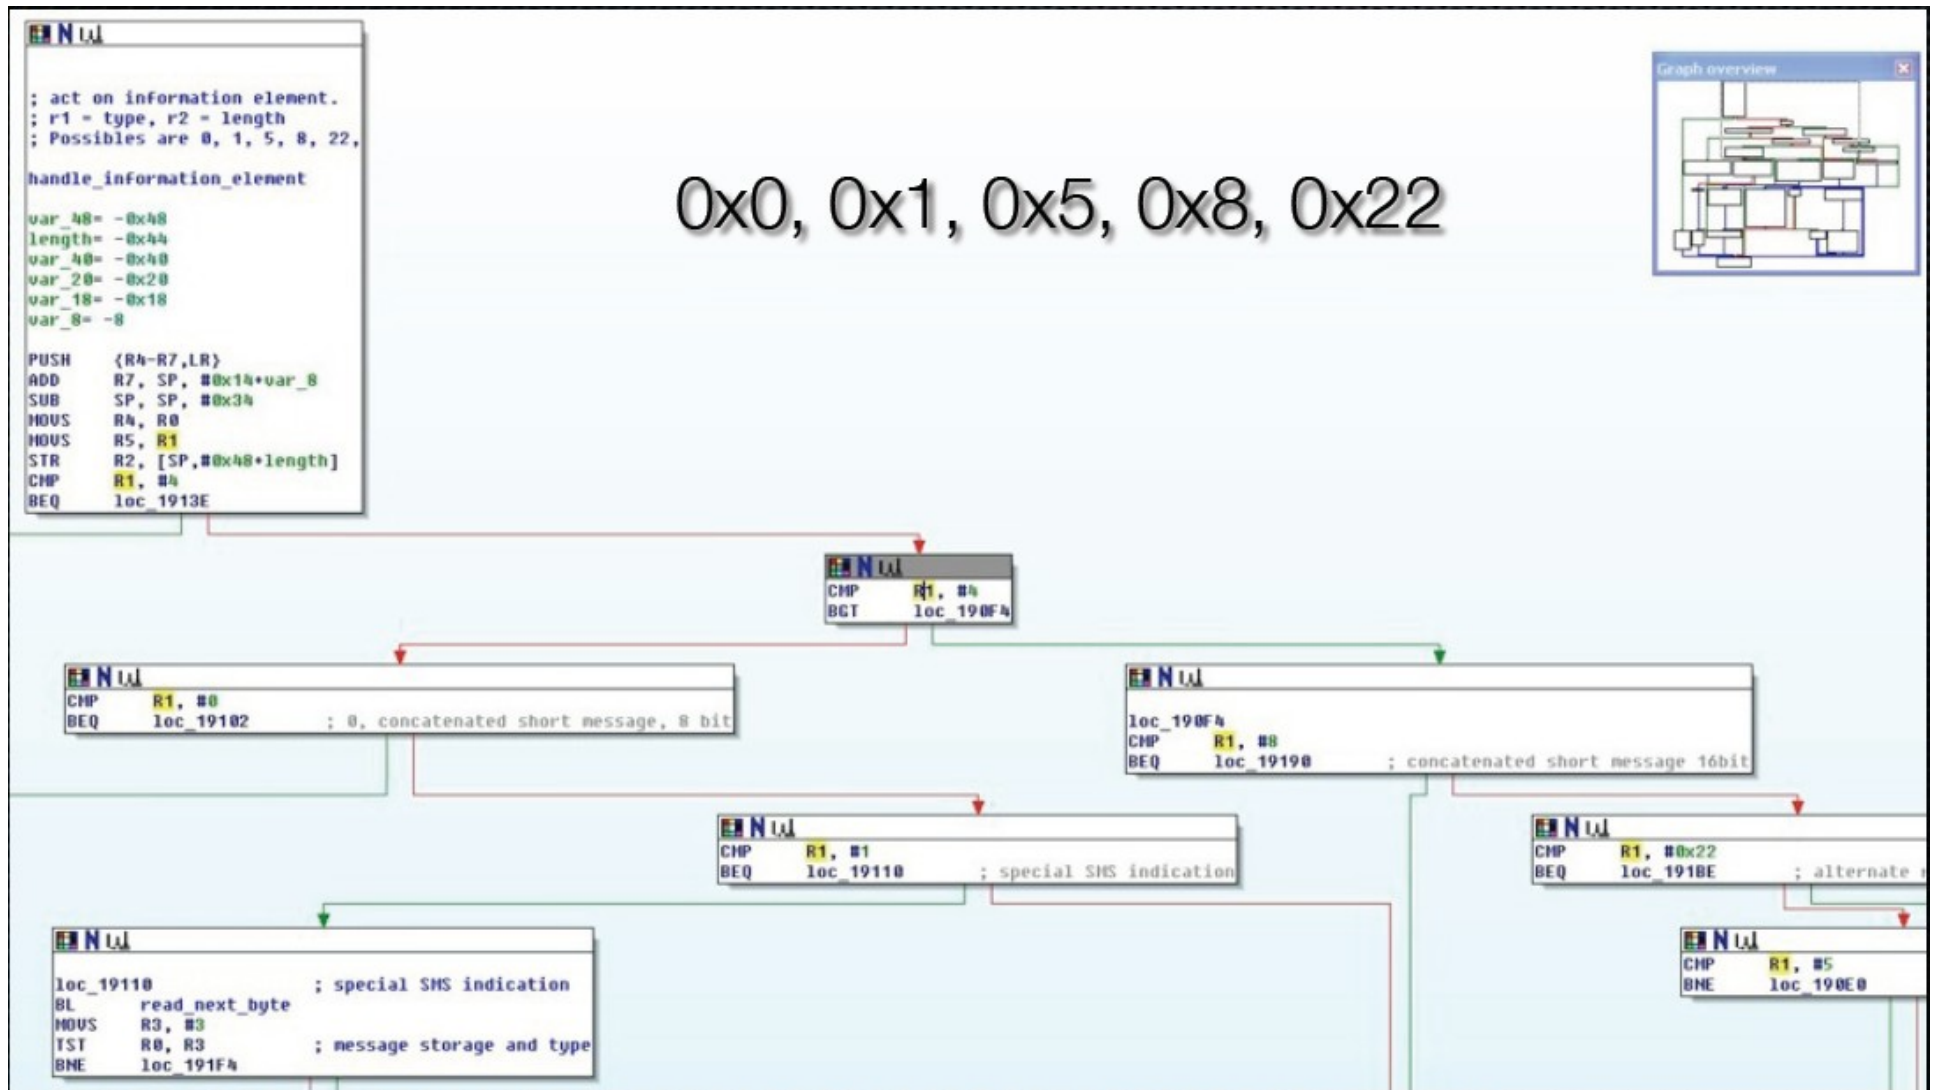 ; act on information element.
; r1 = type, r2 = length
; Possibles are 0, 1, 5, 8, 22,
handle_information_element
var_48= -0x48
length= -0x44
var_40= -0x40
var_20= -0x20
var_18= -0x18
var_8= -8
PUSH {R4-R7,LR}
ADD R7, SP, #0x14+var_8
SUB SP, SP, #0x34
MOVS R4, R0
MOVS R5, R1
STR R2, [SP,#0x48+length]
CMP R1, #4
BEQ loc_1913E
0x0, 0x1, 0x5, 0x8, 0x22
Graph overview
CMP R1, #4
BGT loc_190F4
CMP R1, #0
BEQ loc_19102 ; 0, concatenated short message, 8 bit
loc_190F4
CMP R1, #8
BEQ loc_19190 ; concatenated short message 16bit
CMP R1, #1
BEQ loc_19110 ; special SMS indication
CMP R1, #0x22
BEQ loc_191BE ; alternate
loc_19110 ; special SMS indication
BL read_next_byte
MOVS R3, #3
TST R0, R3 ; message storage and type
BNE loc_191F4
CMP R1, #5
BNE loc_190E0